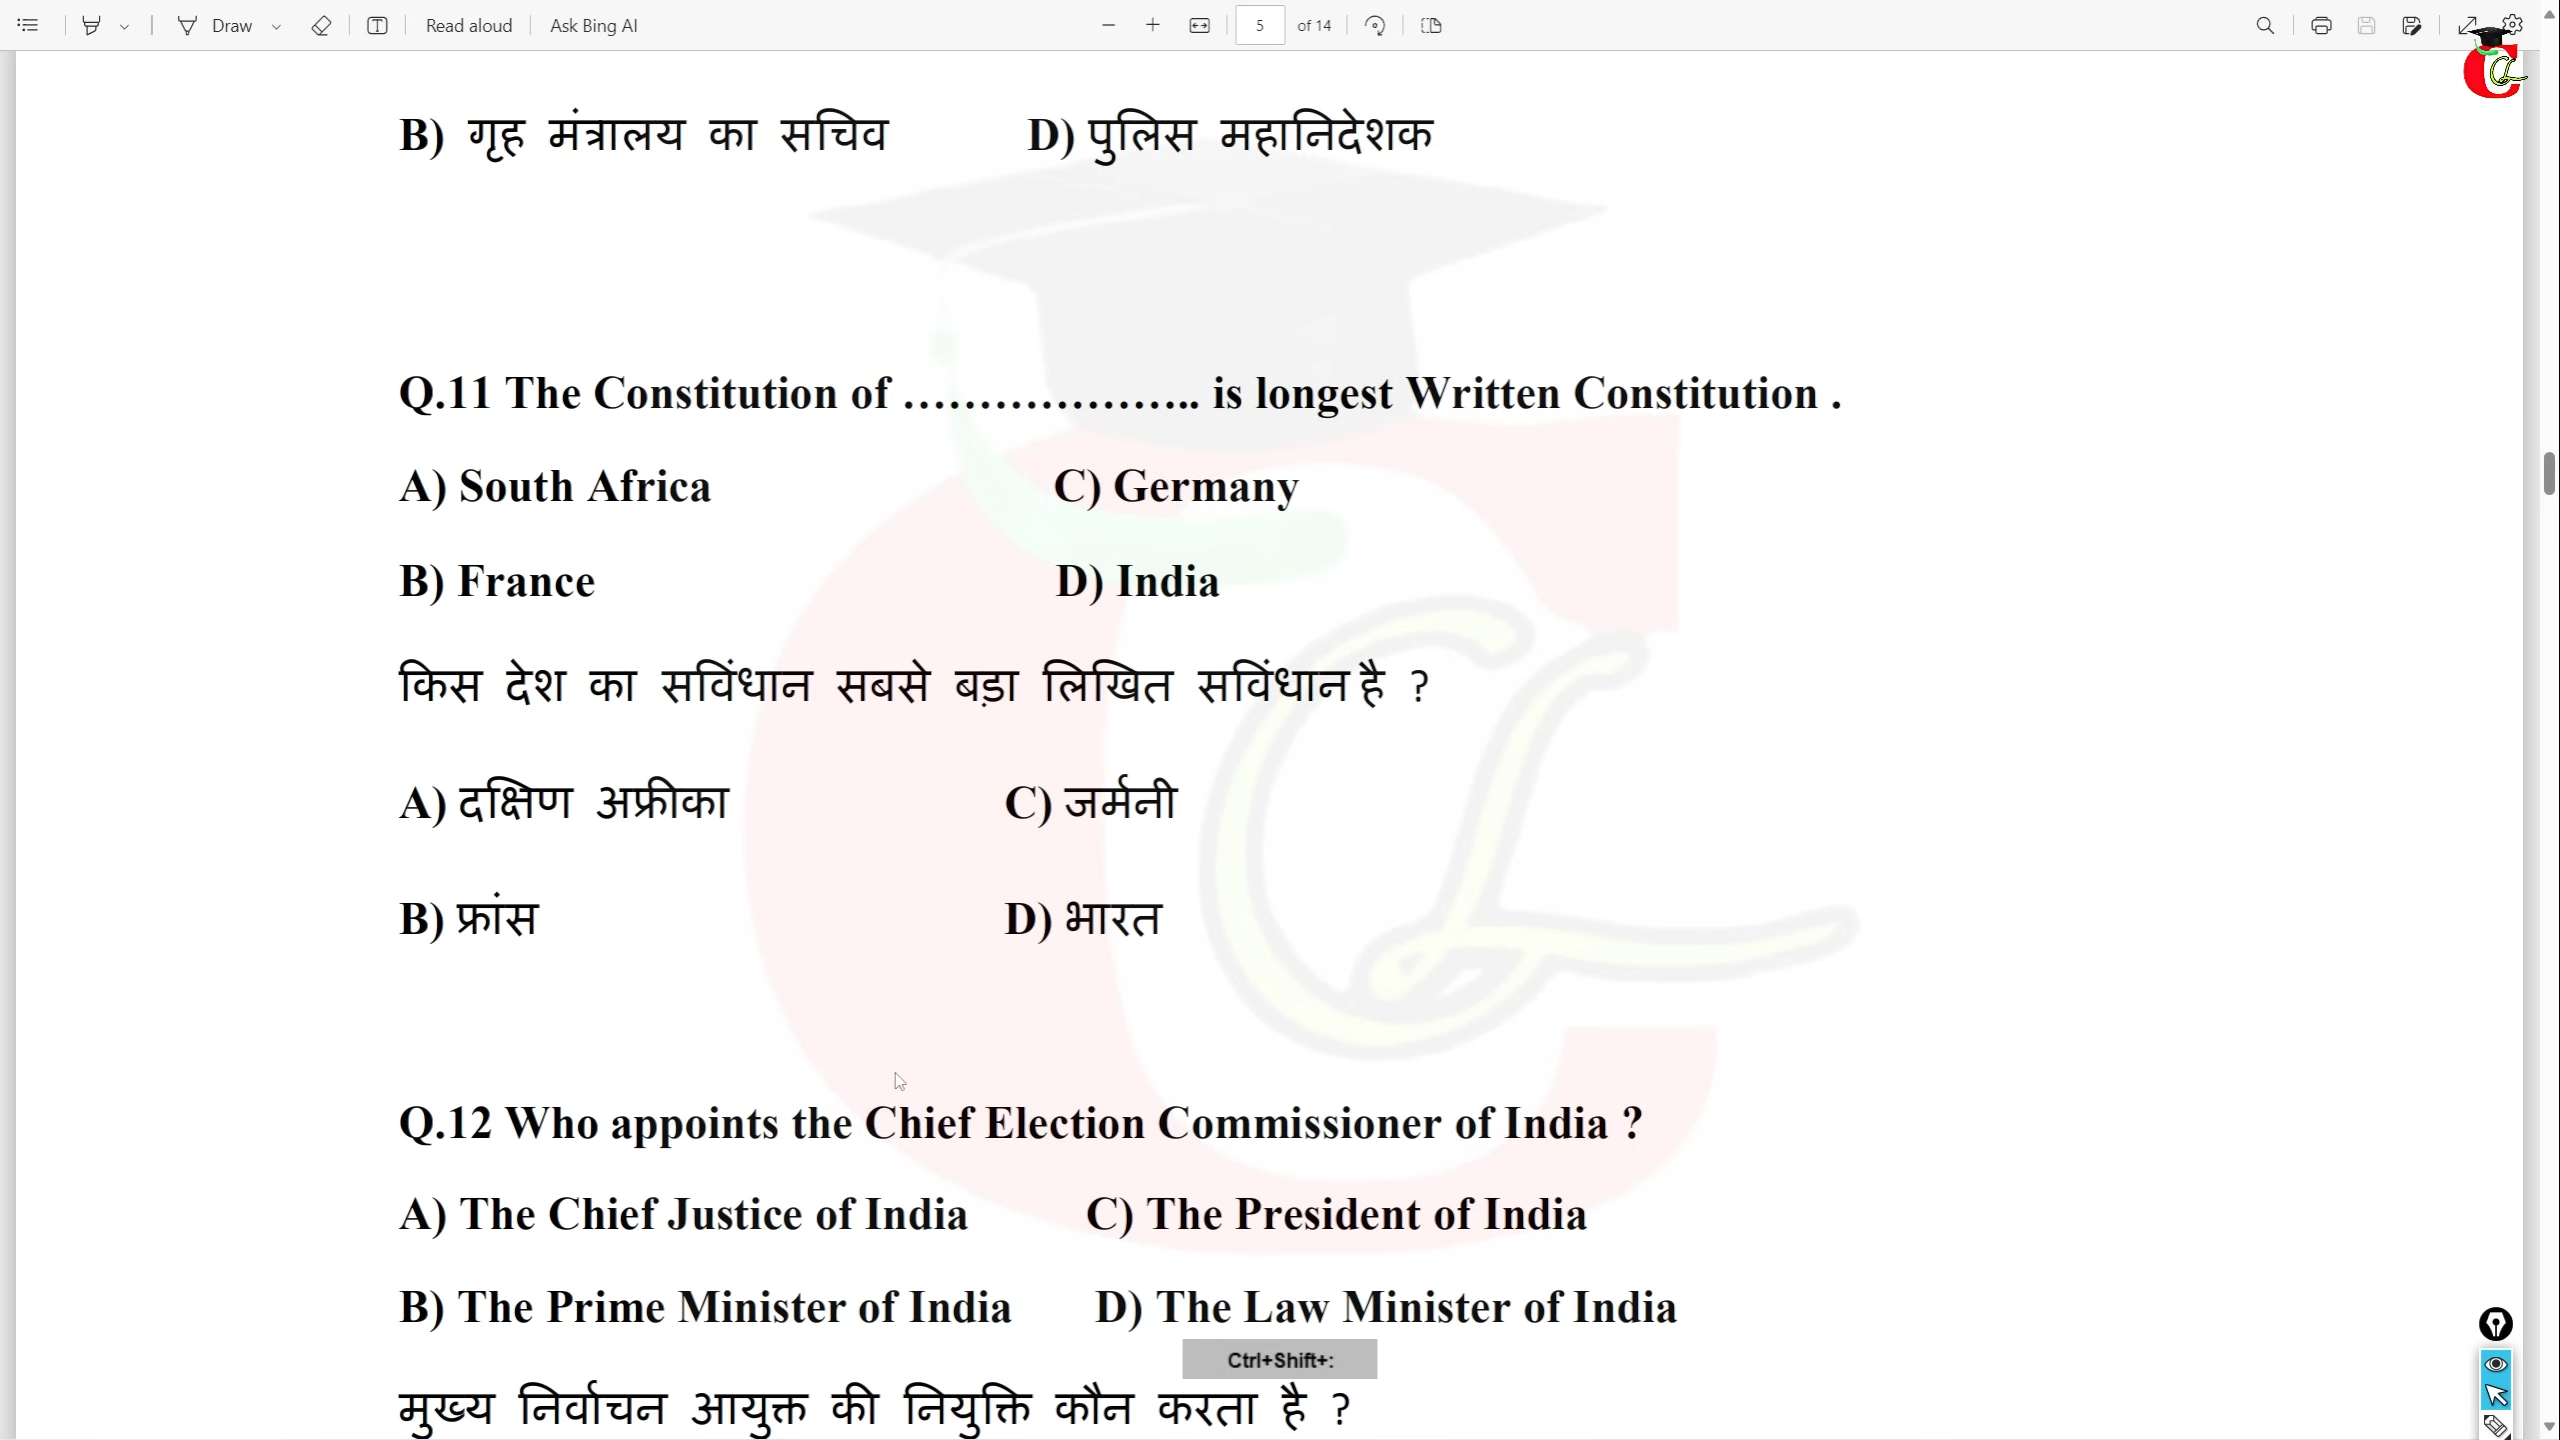 Draw Read aloud Ask Bing AI 5 of 14
B) गृह मंत्रालय का सचिव D) पुलिस महानिदेशक
Q.11 The Constitution of ……………….. is longest Written Constitution .
A) South Africa C) Germany
B) France D) India
किस देश का सविंधान सबसे बड़ा लिखित सविंधान है ?
A) दक्षिण अफ्रीका C) जर्मनी
B) फ्रांस D) भारत
Q.12 Who appoints the Chief Election Commissioner of India ?
A) The Chief Justice of India C) The President of India
B) The Prime Minister of India D) The Law Minister of India
Ctrl+Shift+:
मुख्य निर्वाचन आयुक्त की नियुक्ति कौन करता है ?